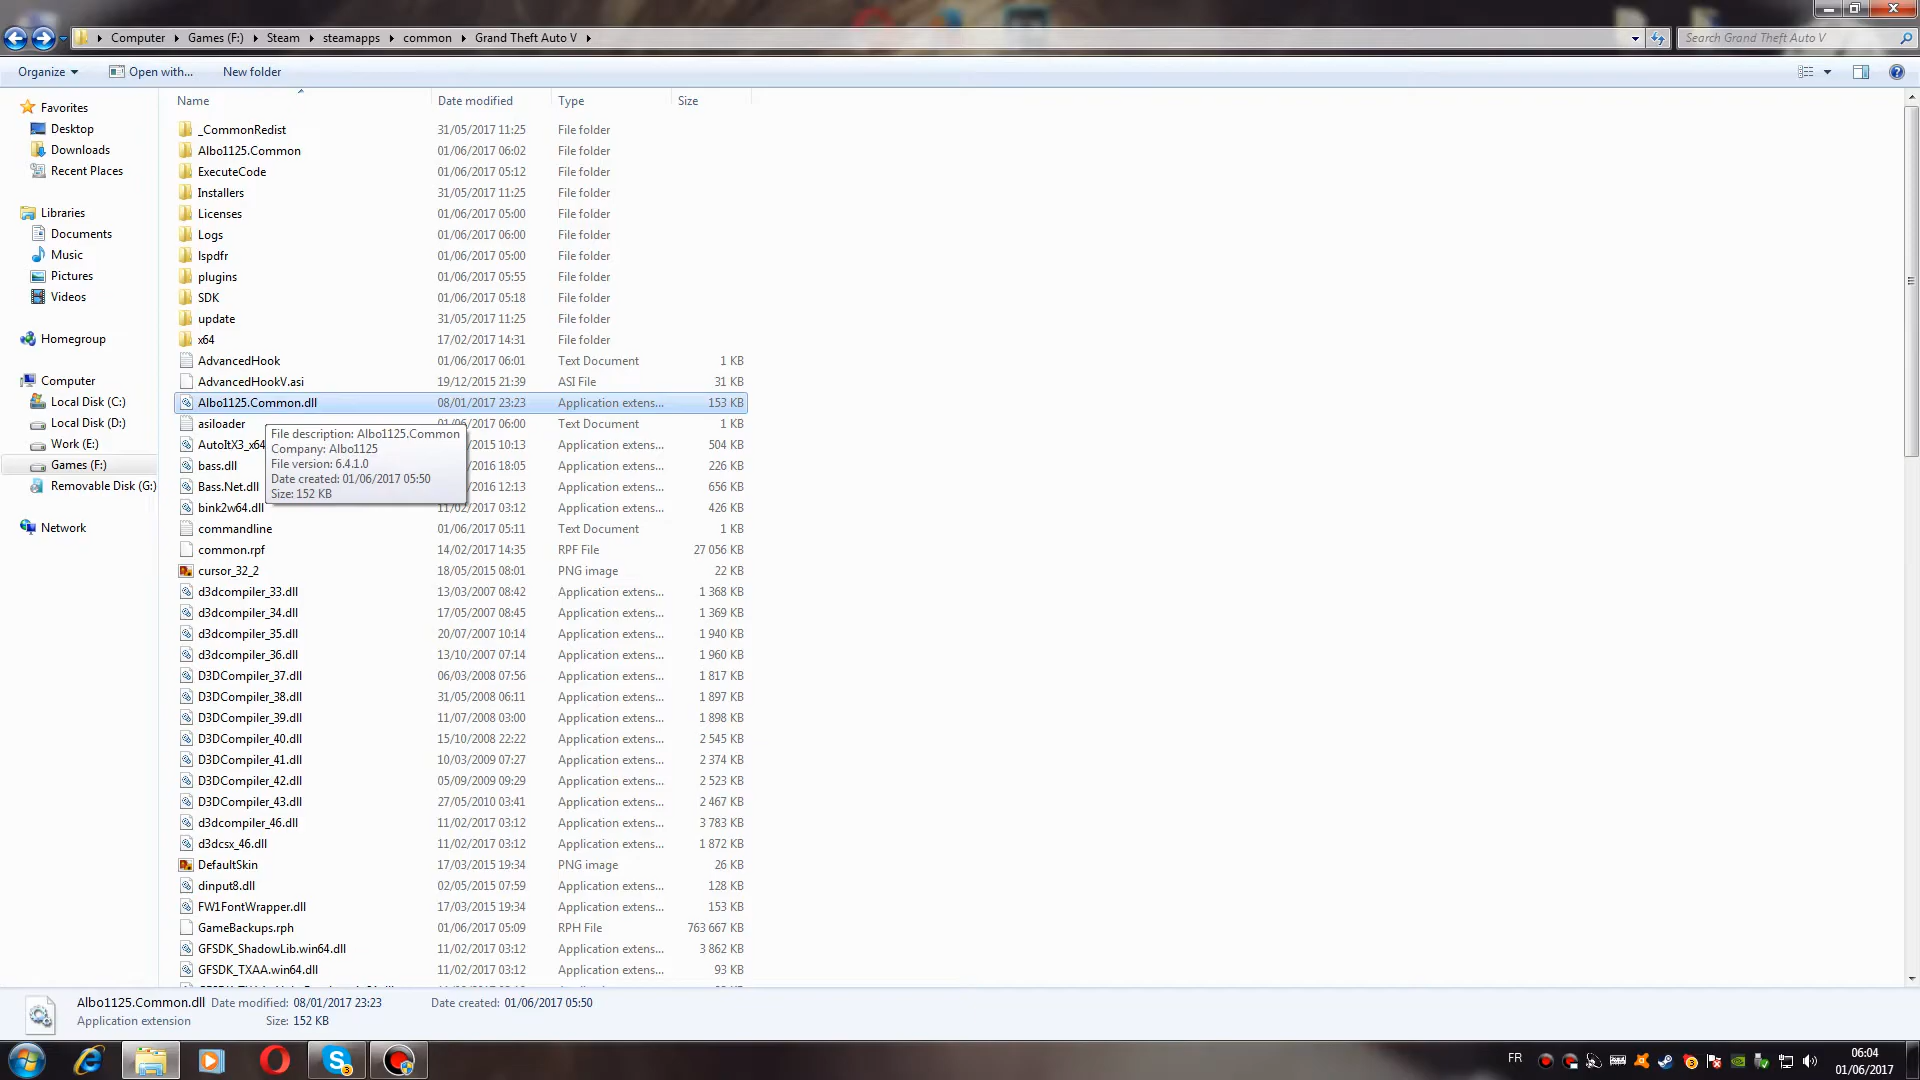 Computer Games (F:) Steam steamapps common Grand Theft Auto V
Search Grand Theft Auto V
Organize Open with... New folder
Name Date modified Type Size
Favorites
Desktop
Downloads
Recent Places
Libraries
Documents
Music
Pictures
Videos
Homegroup
Computer
Local Disk (C:)
Local Disk (D:)
Work (E:)
Games (F:)
Removable Disk (G:)
Network
_CommonRedist 31/05/2017 11:25 File folder
Albo1125.Common 01/06/2017 06:02 File folder
ExecuteCode 01/06/2017 05:12 File folder
Installers 31/05/2017 11:25 File folder
Licenses 01/06/2017 05:00 File folder
Logs 01/06/2017 06:00 File folder
lspdfr 01/06/2017 05:00 File folder
plugins 01/06/2017 05:55 File folder
SDK 01/06/2017 05:18 File folder
update 31/05/2017 11:25 File folder
x64 17/02/2017 14:31 File folder
AdvancedHook 01/06/2017 06:01 Text Document 1 KB
AdvancedHookV.asi 19/12/2015 21:39 ASI File 31 KB
Albo1125.Common.dll 08/01/2017 23:23 Application extens... 153 KB
asiloader 01/06/2017 06:00 Text Document 1 KB
AutoItX3_x64 2015 10:13 Application extens... 504 KB
bass.dll 2016 18:05 Application extens... 226 KB
Bass.Net.dll 2016 12:13 Application extens... 656 KB
bink2w64.dll 11/02/2017 03:12 Application extens... 426 KB
commandline 01/06/2017 05:11 Text Document 1 KB
common.rpf 14/02/2017 14:35 RPF File 27 056 KB
cursor_32_2 18/05/2015 08:01 PNG image 22 KB
d3dcompiler_33.dll 13/03/2007 08:42 Application extens... 1 368 KB
d3dcompiler_34.dll 17/05/2007 08:45 Application extens... 1 369 KB
d3dcompiler_35.dll 20/07/2007 10:14 Application extens... 1 940 KB
d3dcompiler_36.dll 13/10/2007 07:14 Application extens... 1 960 KB
D3DCompiler_37.dll 06/03/2008 07:56 Application extens... 1 817 KB
D3DCompiler_38.dll 31/05/2008 06:11 Application extens... 1 897 KB
D3DCompiler_39.dll 11/07/2008 03:00 Application extens... 1 898 KB
D3DCompiler_40.dll 15/10/2008 22:22 Application extens... 2 545 KB
D3DCompiler_41.dll 10/03/2009 07:27 Application extens... 2 374 KB
D3DCompiler_42.dll 05/09/2009 09:29 Application extens... 2 523 KB
D3DCompiler_43.dll 27/05/2010 03:41 Application extens... 2 467 KB
d3dcompiler_46.dll 11/02/2017 03:12 Application extens... 3 783 KB
d3dcsx_46.dll 11/02/2017 03:12 Application extens... 1 872 KB
DefaultSkin 17/03/2015 19:34 PNG image 26 KB
dinput8.dll 02/05/2015 07:59 Application extens... 128 KB
FW1FontWrapper.dll 17/03/2015 19:34 Application extens... 153 KB
GameBackups.rph 01/06/2017 05:09 RPH File 763 667 KB
GFSDK_ShadowLib.win64.dll 11/02/2017 03:12 Application extens... 3 862 KB
GFSDK_TXAA.win64.dll 11/02/2017 03:12 Application extens... 93 KB
File description: Albo1125.Common
Company: Albo1125
File version: 6.4.1.0
Date created: 01/06/2017 05:50
Size: 152 KB
Albo1125.Common.dll Date modified: 08/01/2017 23:23 Date created: 01/06/2017 05:50
Application extension Size: 152 KB
FR
06:04
01/06/2017